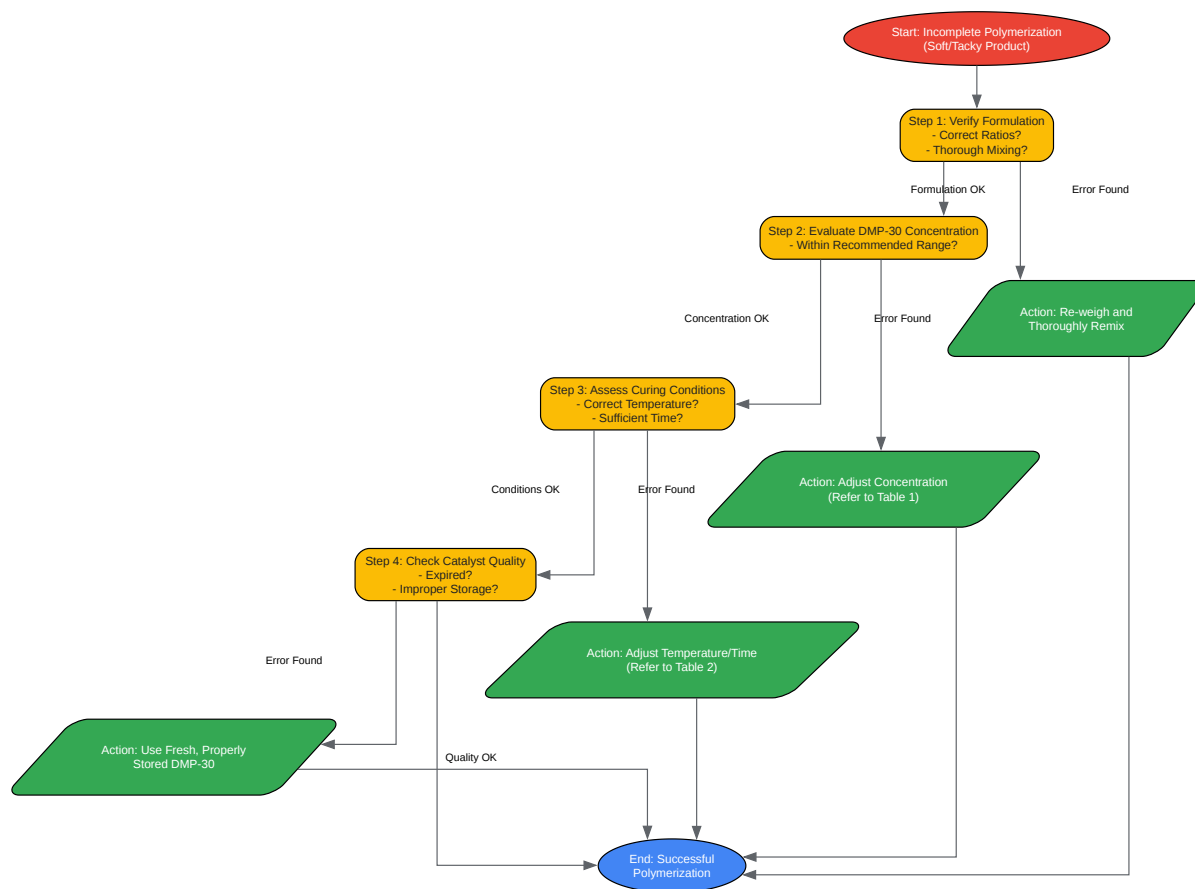 Start: Incomplete Polymerization
(Soft/Tacky Product)
Step 1: Verify Formulation
- Correct Ratios?
- Thorough Mixing?
Formulation OK
Error Found
Step 2: Evaluate DMP-30 Concentration
- Within Recommended Range?
Concentration OK
Error Found
Action: Re-weigh and
Thoroughly Remix
Step 3: Assess Curing Conditions
- Correct Temperature?
- Sufficient Time?
Conditions OK
Error Found
Action: Adjust Concentration
(Refer to Table 1)
Step 4: Check Catalyst Quality
- Expired?
- Improper Storage?
Error Found
Action: Adjust Temperature/Time
(Refer to Table 2)
Action: Use Fresh, Properly
Stored DMP-30
Quality OK
End: Successful
Polymerization